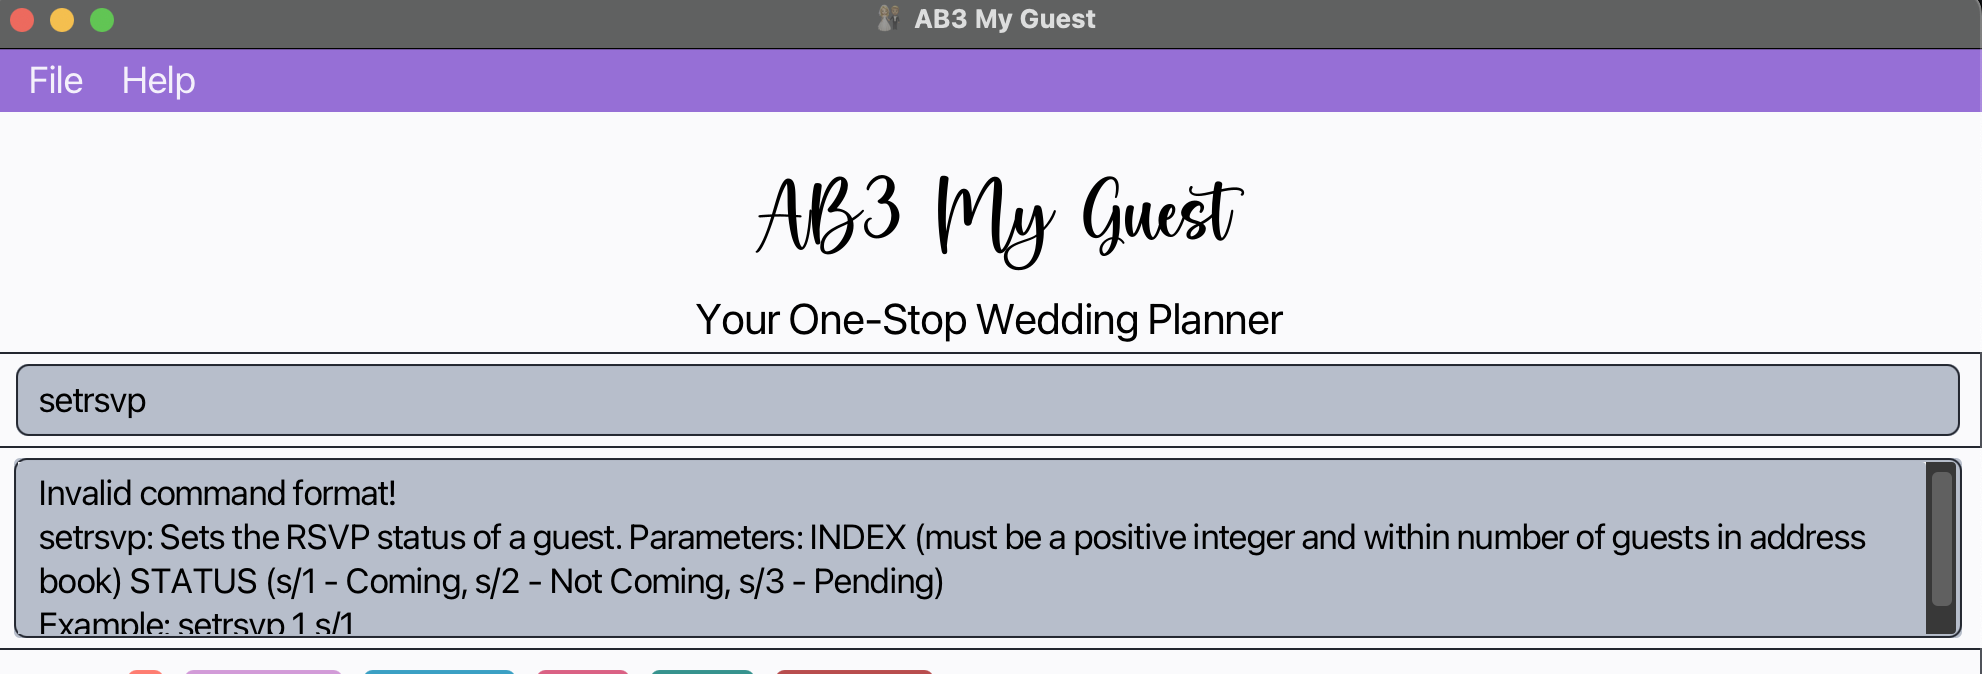 AB3 My Guest
File Help
AB3 My Guest
Your One-Stop Wedding Planner
setrsvp
Invalid command format!
setrsvp: Sets the RSVP status of a guest. Parameters: INDEX (must be a positive integer and within number of guests in address
book) STATUS (s/1 - Coming, s/2 - Not Coming, s/3 - Pending)
Example: setrsvp 1 s/1